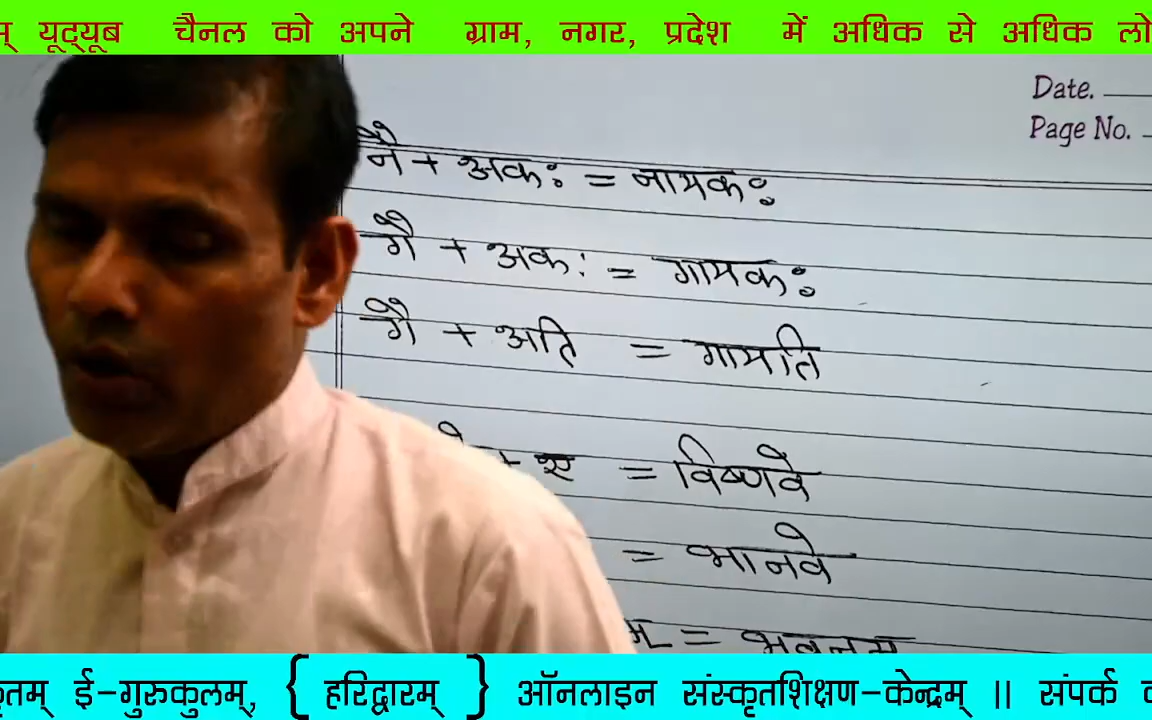 यूट्यूब चैनल को अपने ग्राम, नगर, प्रदेश में अधिक से अधिक
Date.
Page No.
नै + अकः = नायकः
गै + अकः = गायकः
गै + अति = गायति
+ ए = विष्णवे
= भानवे
= भवनम्
ई-गुरुकुलम्, { हरिद्वारम् } ऑनलाइन संस्कृतशिक्षण-केन्द्रम् ॥ संपर्क